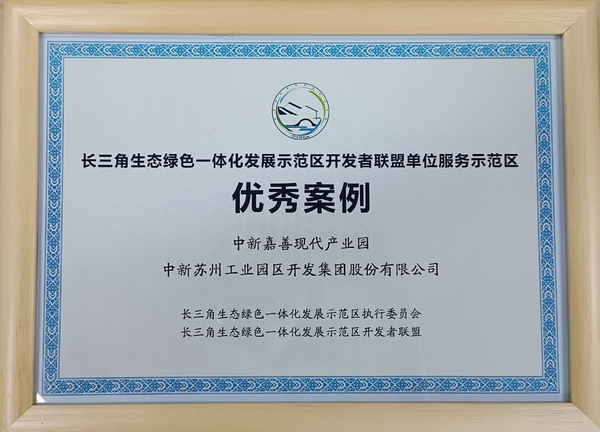 长三角生态绿色一体化发展示范区开发者联盟单位服务示范区
优秀案例
中新嘉善现代产业园
中新苏州工业园区开发集团股份有限公司
长三角生态绿色一体化发展示范区执行委员会
长三角生态绿色一体化发展示范区开发者联盟